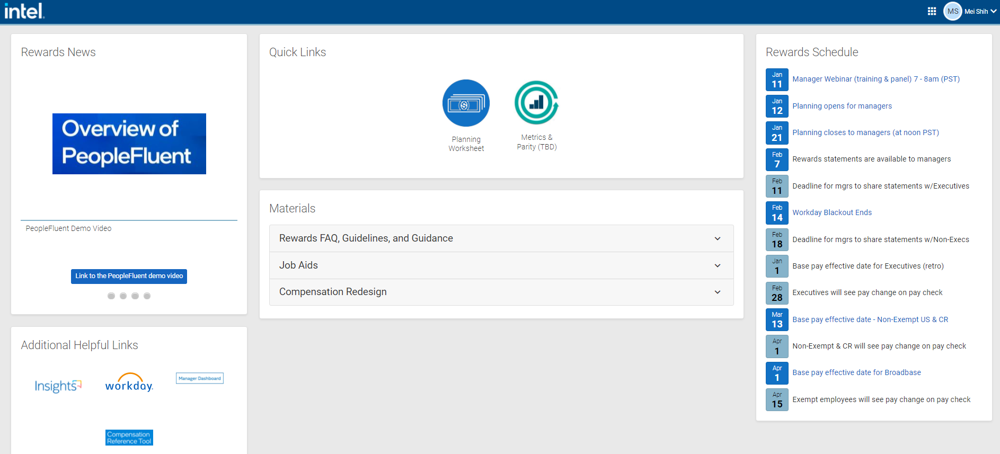 intel.
MS
Mei Shih
Rewards News
Overview of
PeopleFluent
PeopleFluent Demo Video
Link to the PeopleFluent demo video
Additional Helpful Links
Insights
workday.
Manager Dashboard
Compensation
Reference Tool
Quick Links
Planning
Worksheet
Metrics &
Parity (TBD)
Materials
Rewards FAQ, Guidelines, and Guidance
Job Aids
Compensation Redesign
Rewards Schedule
Jan
11
Manager Webinar (training & panel) 7 - 8am (PST)
Jan
12
Planning opens for managers
Jan
21
Planning closes to managers (at noon PST)
Feb
7
Rewards statements are available to managers
Feb
11
Deadline for mgrs to share statements w/Executives
Feb
14
Workday Blackout Ends
Feb
18
Deadline for mgrs to share statements w/Non-Execs
Jan
1
Base pay effective date for Executives (retro)
Feb
28
Executives will see pay change on pay check
Mar
13
Base pay effective date - Non-Exempt US & CR
Apr
1
Non-Exempt & CR will see pay change on pay check
Apr
1
Base pay effective date for Broadbase
Apr
15
Exempt employees will see pay change on pay check